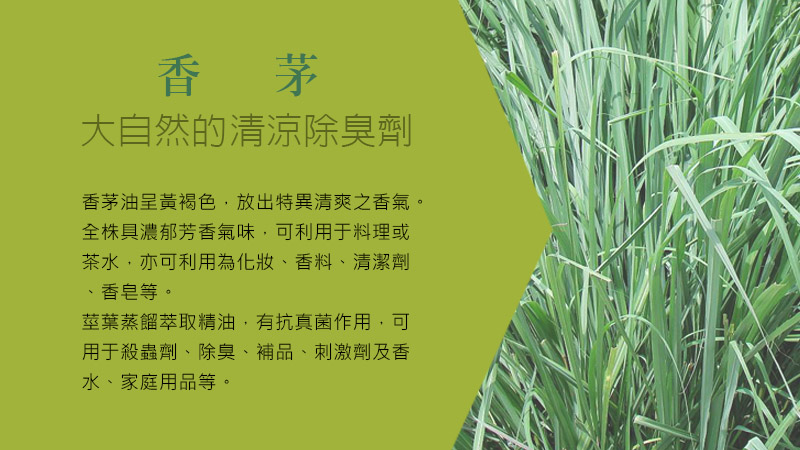 香茅
大自然的清涼除臭劑
香茅油呈黃褐色，放出特異清爽之香氣。
全株具濃郁芳香氣味，可利用于料理或
茶水，亦可利用為化妝、香料、清潔劑
、香皂等。
莖葉蒸餾萃取精油，有抗真菌作用，可
用于殺蟲劑、除臭、補品、刺激劑及香
水、家庭用品等。